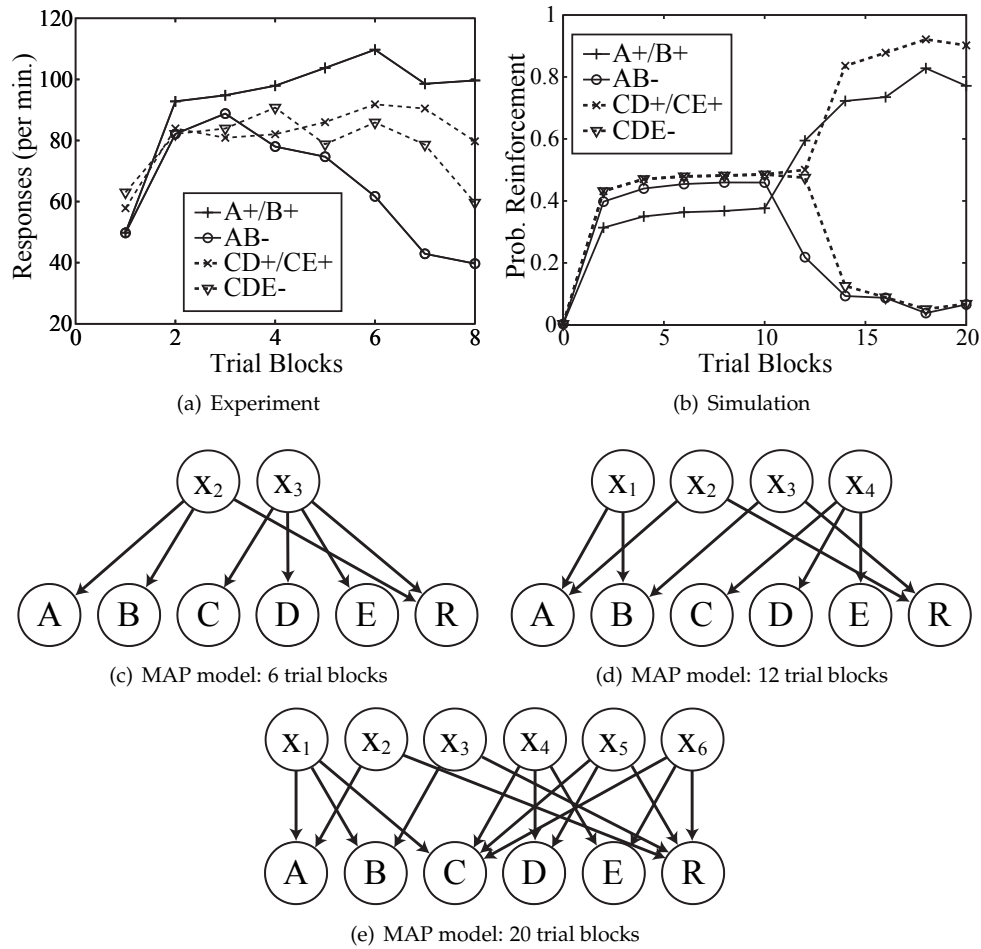 Responses (per min.)
120
100
80
60
40
20
0
2
4
6
8
A+/B+
AB-
CD+/CE+
CDE-
Trial Blocks
(a) Experiment
Prob. Reinforcement
1
0.8
0.6
0.4
0.2
0
0
5
10
15
20
A+/B+
AB-
CD+/CE+
CDE-
Trial Blocks
(b) Simulation
x2 x3
A B C D E R
(c) MAP model: 6 trial blocks
x1 x2 x3 x4
A B C D E R
(d) MAP model: 12 trial blocks
x1 x2 x3 x4 x5 x6
A B C D E R
(e) MAP model: 20 trial blocks